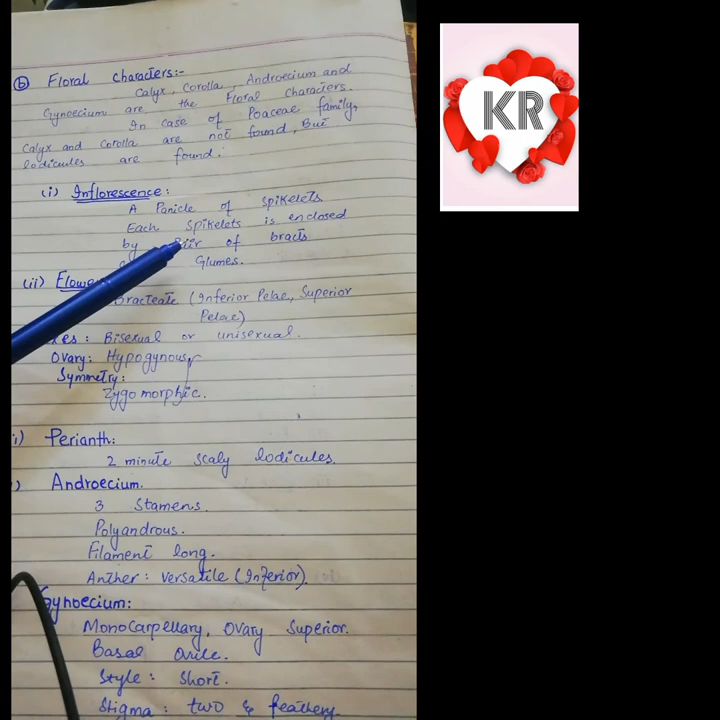 (b) Floral characters:-
Calyx, Corolla, Androecium and
Gynoecium are the Floral characters.
In case of Poaceae family,
Calyx and Corolla are not found, But
lodicules are found.
(i) Inflorescence:
A Panicle of spikelets
Each spikelets is enclosed
by of bracts
Glumes.
(ii)
Bracteate (Inferior Pelae, Superior
Pelae)
Bisexual or unisexual.
Ovary: Hypogynous
Symmetry:
Zygomorphic.
Perianth:
2 minute scaly lodicules.
Androecium.
3 Stamens.
Polyandrous.
Filament long.
Anther: Versatile (Inferior)
Gynoecium:
Monocarpellary, Ovary Superior.
Basal Ovule.
Style: Short.
Stigma: two & feathery
KR